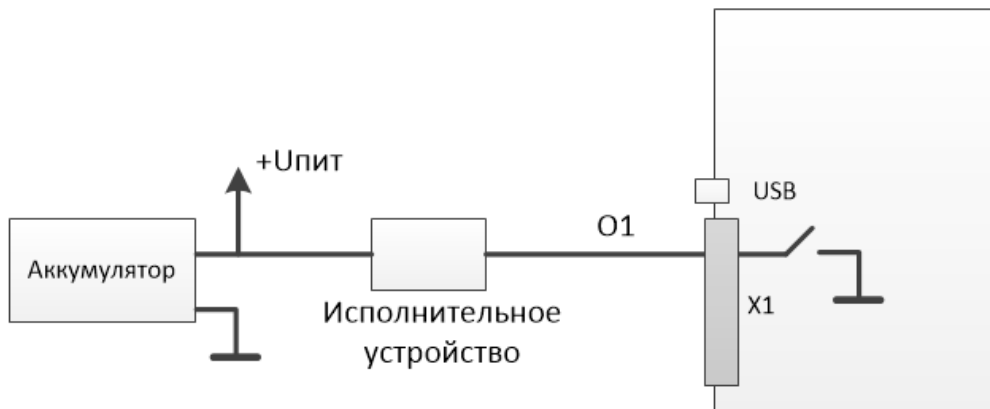 +Uпит
USB
O1
Аккумулятор
X1
Исполнительное
устройство